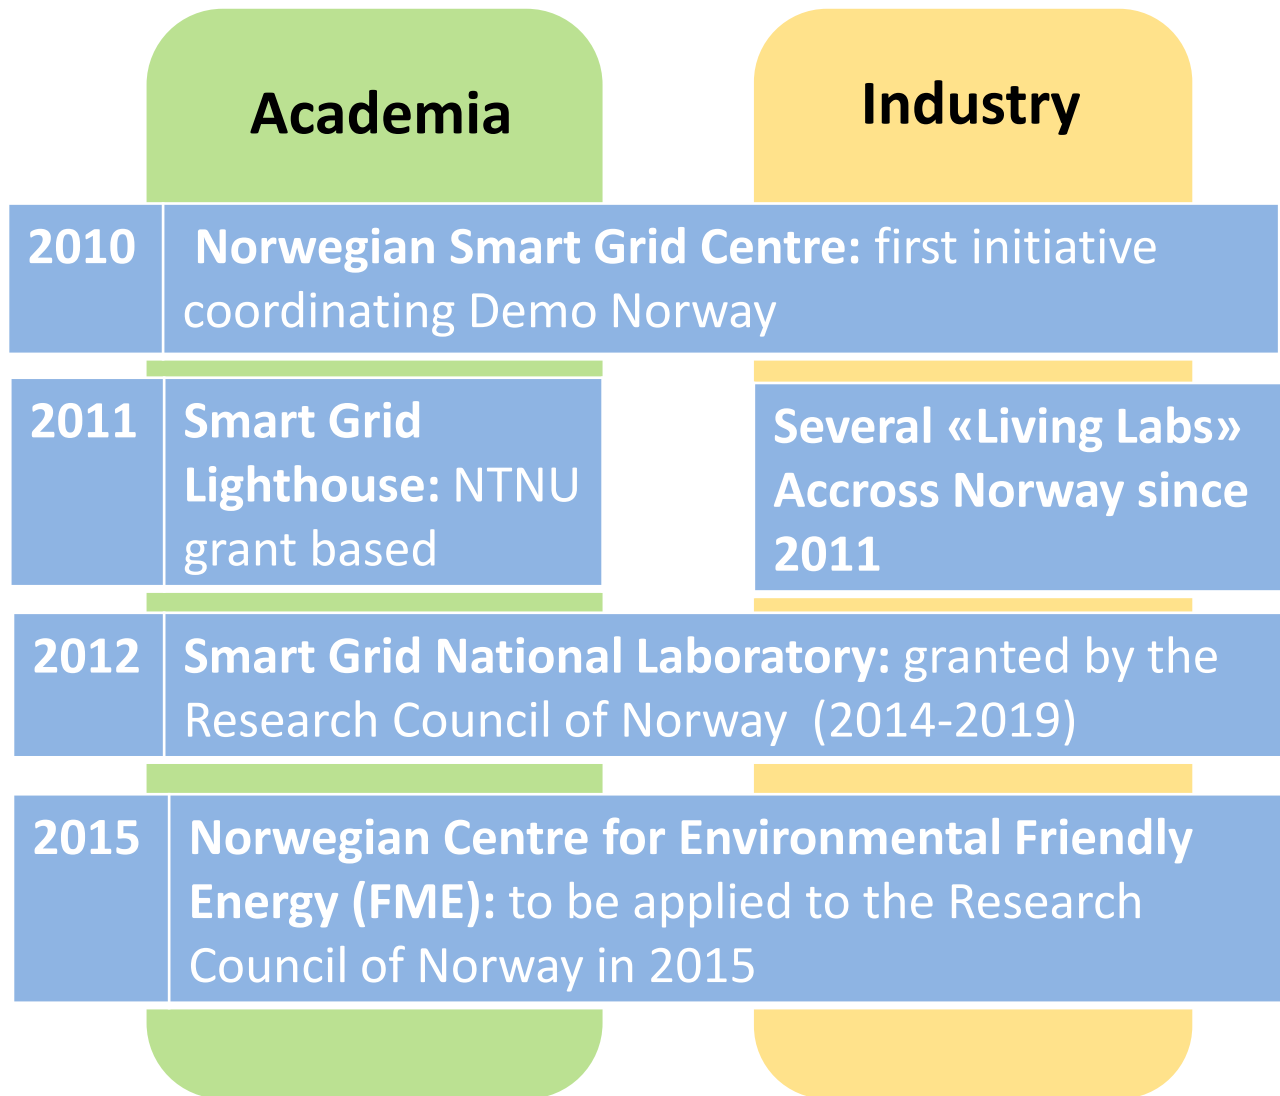 Academia
Industry
2010
Norwegian Smart Grid Centre: first initiative
coordinating Demo Norway
2011
Smart Grid
Lighthouse: NTNU
grant based
Several «Living Labs»
Accross Norway since
2011
2012
Smart Grid National Laboratory: granted by the
Research Council of Norway (2014-2019)
2015
Norwegian Centre for Environmental Friendly
Energy (FME): to be applied to the Research
Council of Norway in 2015